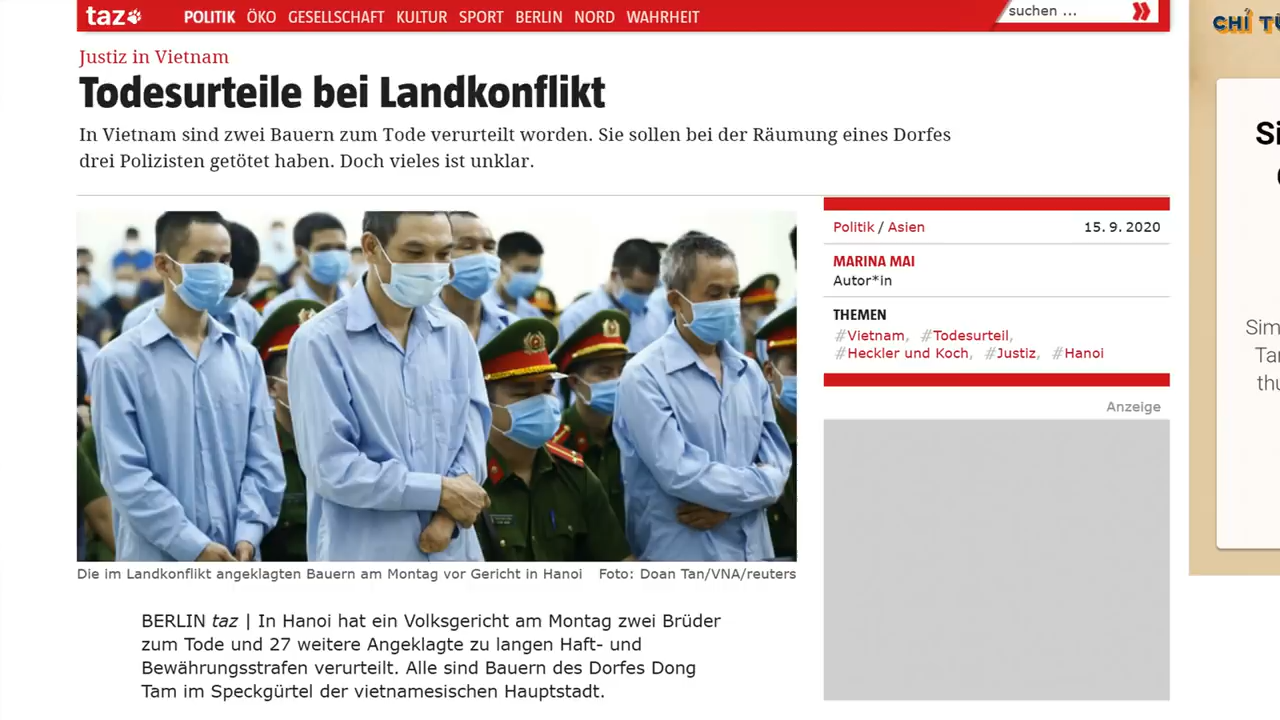 taz
POLITIK ÖKO GESELLSCHAFT KULTUR SPORT BERLIN NORD WAHRHEIT
suchen ...
Justiz in Vietnam
Todesurteile bei Landkonflikt
In Vietnam sind zwei Bauern zum Tode verurteilt worden. Sie sollen bei der Räumung eines Dorfes
drei Polizisten getötet haben. Doch vieles ist unklar.
Politik / Asien 15. 9. 2020
MARINA MAI
Autor*in
THEMEN
#Vietnam, #Todesurteil,
#Heckler und Koch, #Justiz, #Hanoi
Anzeige
Die im Landkonflikt angeklagten Bauern am Montag vor Gericht in Hanoi Foto: Doan Tan/VNA/reuters
BERLIN taz | In Hanoi hat ein Volksgericht am Montag zwei Brüder
zum Tode und 27 weitere Angeklagte zu langen Haft- und
Bewährungsstrafen verurteilt. Alle sind Bauern des Dorfes Dong
Tam im Speckgürtel der vietnamesischen Hauptstadt.
CHÍ